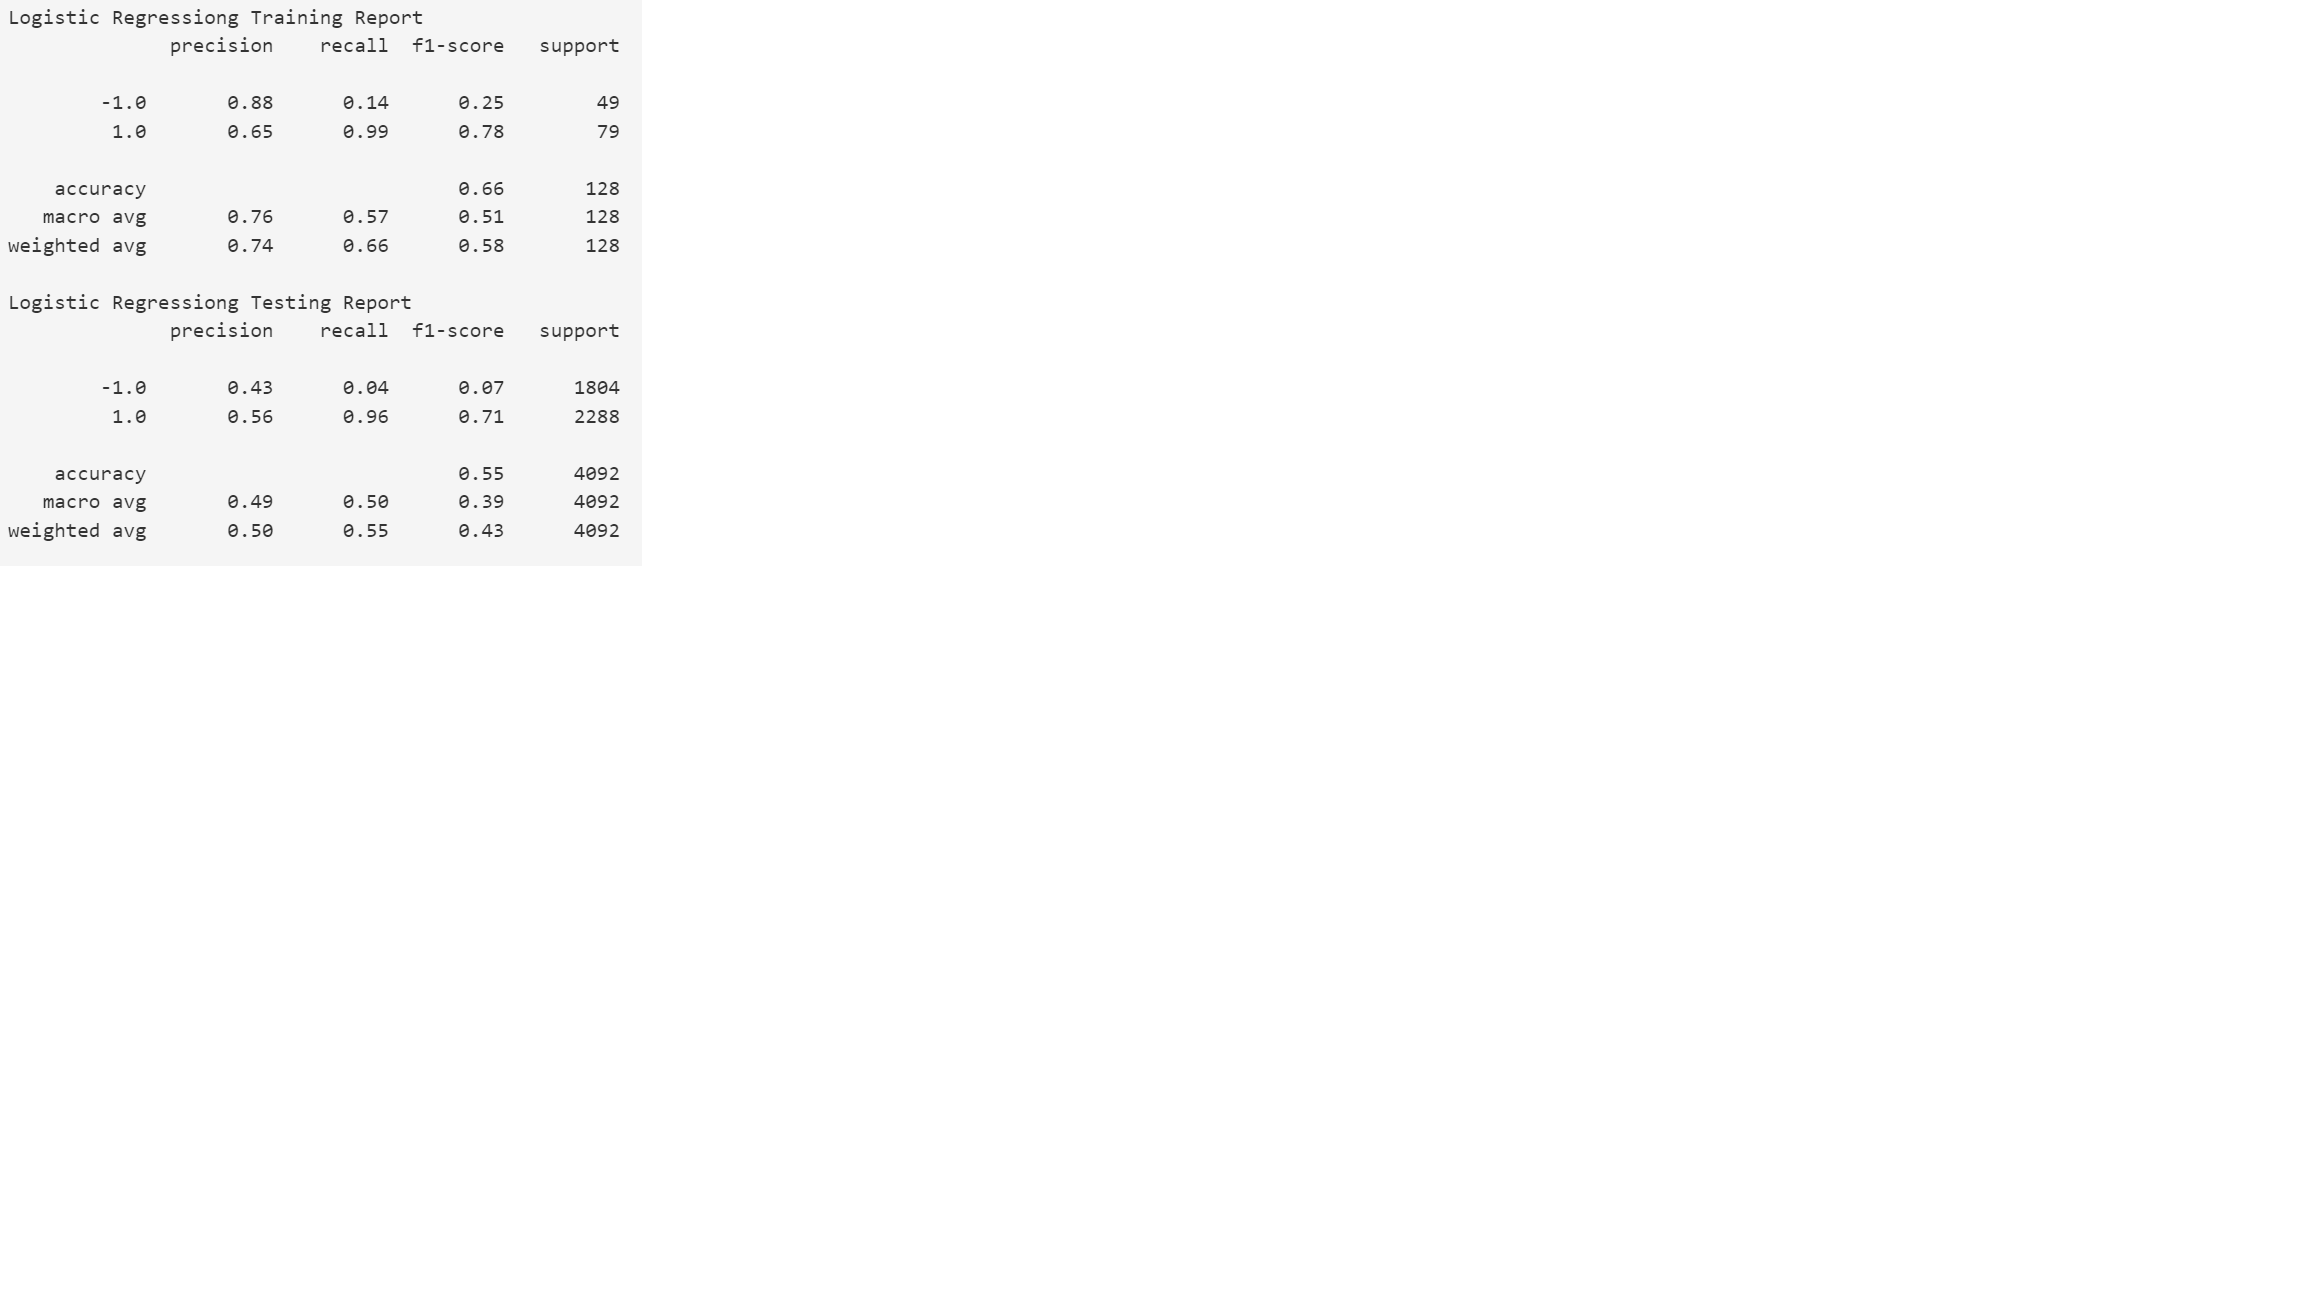 Logistic Regressiong Training Report
precision recall f1-score support
-1.0 0.88 0.14 0.25 49
1.0 0.65 0.99 0.78 79
accuracy 0.66 128
macro avg 0.76 0.57 0.51 128
weighted avg 0.74 0.66 0.58 128
Logistic Regressiong Testing Report
precision recall f1-score support
-1.0 0.43 0.04 0.07 1804
1.0 0.56 0.96 0.71 2288
accuracy 0.55 4092
macro avg 0.49 0.50 0.39 4092
weighted avg 0.50 0.55 0.43 4092